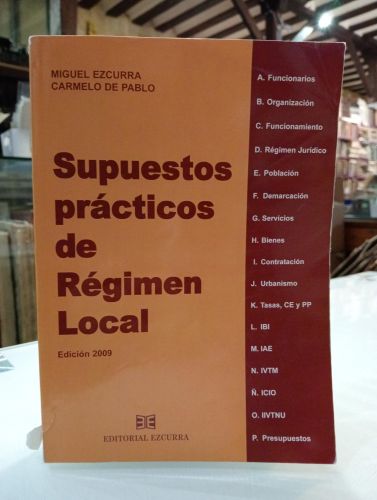 MIGUEL EZCURRA
CARMELO DE PABLO
Supuestos
prácticos
de
Régimen
Local
Edición 2009
EDITORIAL EZCURRA
A. Funcionarios
B. Organización
C. Funcionamiento
D. Régimen Jurídico
E. Población
F. Demarcación
G. Servicios
H. Bienes
I. Contratación
J. Urbanismo
K. Tasas, CE y PP
L. IBI
M. IAE
N. IVTM
Ñ. ICIO
O. IIVTNU
P. Presupuestos